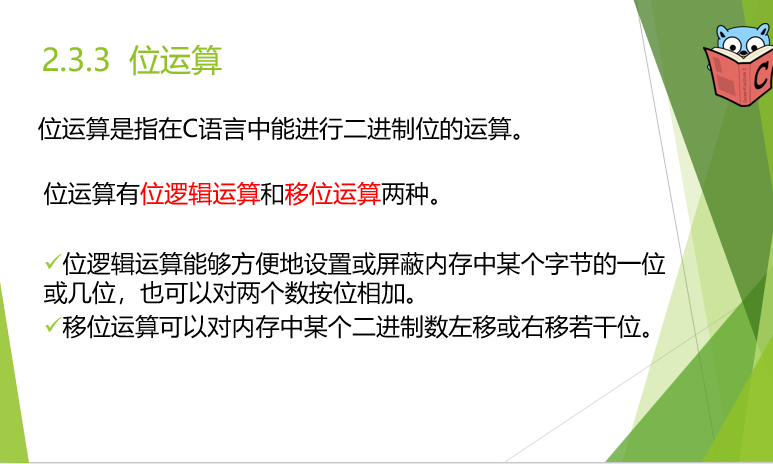 2.3.3 位运算
位运算是指在C语言中能进行二进制位的运算。
位运算有位逻辑运算和移位运算两种。
✓位逻辑运算能够方便地设置或屏蔽内存中某个字节的一位
或几位，也可以对两个数按位相加。
✓移位运算可以对内存中某个二进制数左移或右移若干位。
C